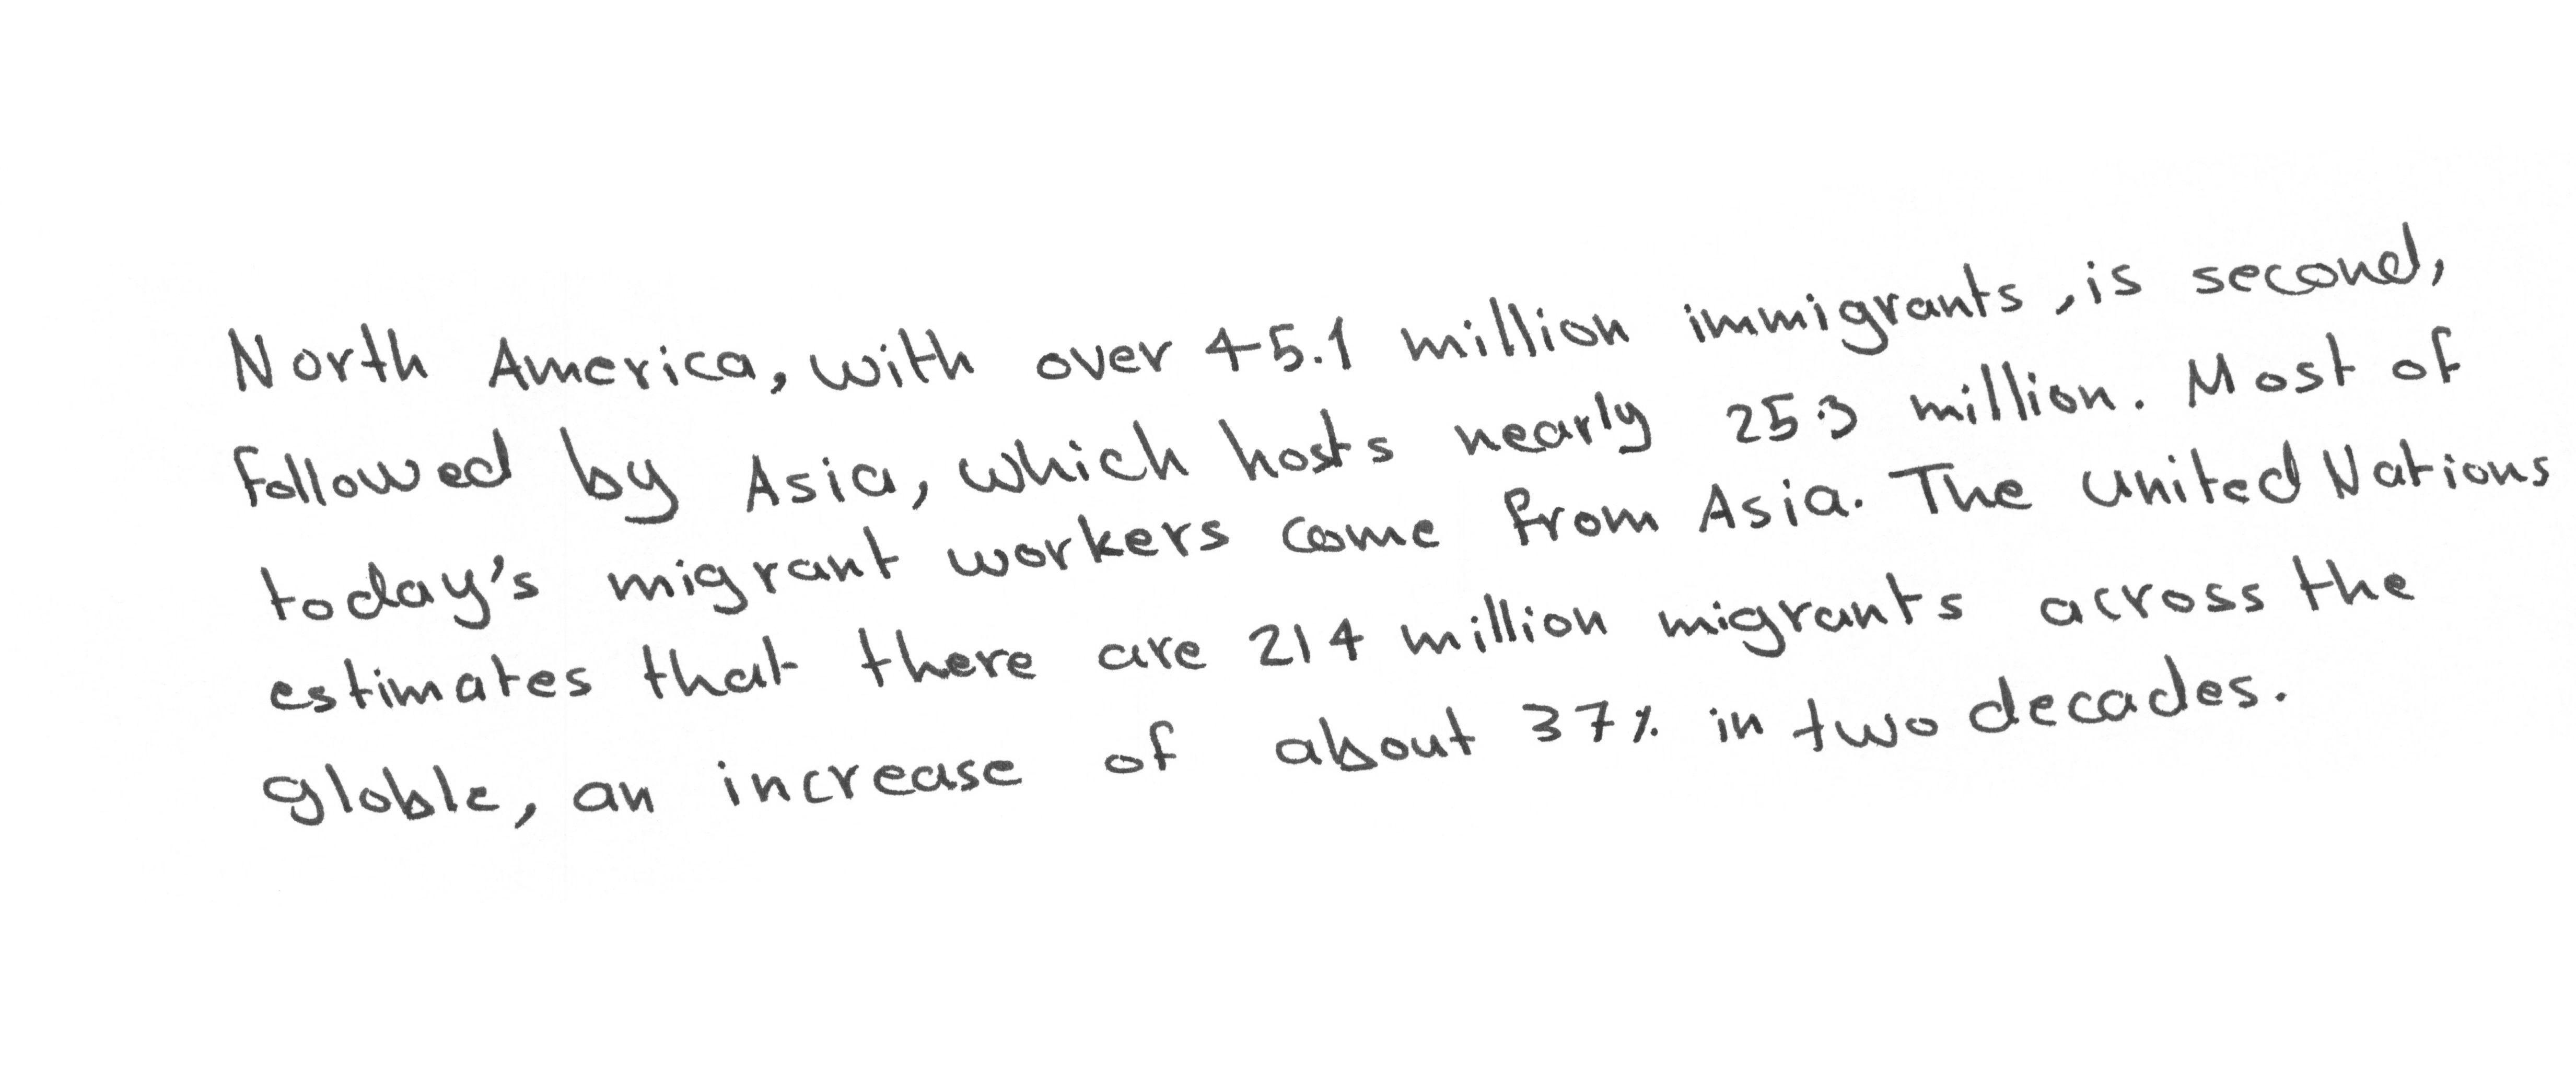 North America, with over 45.1 million immigrants, is second,
followed by Asia, which hosts nearly 25.3 million. Most of
today's migrant workers come from Asia. The united Nations
estimates that there are 214 million migrants across the
globle, an increase of about 37% in two decades.